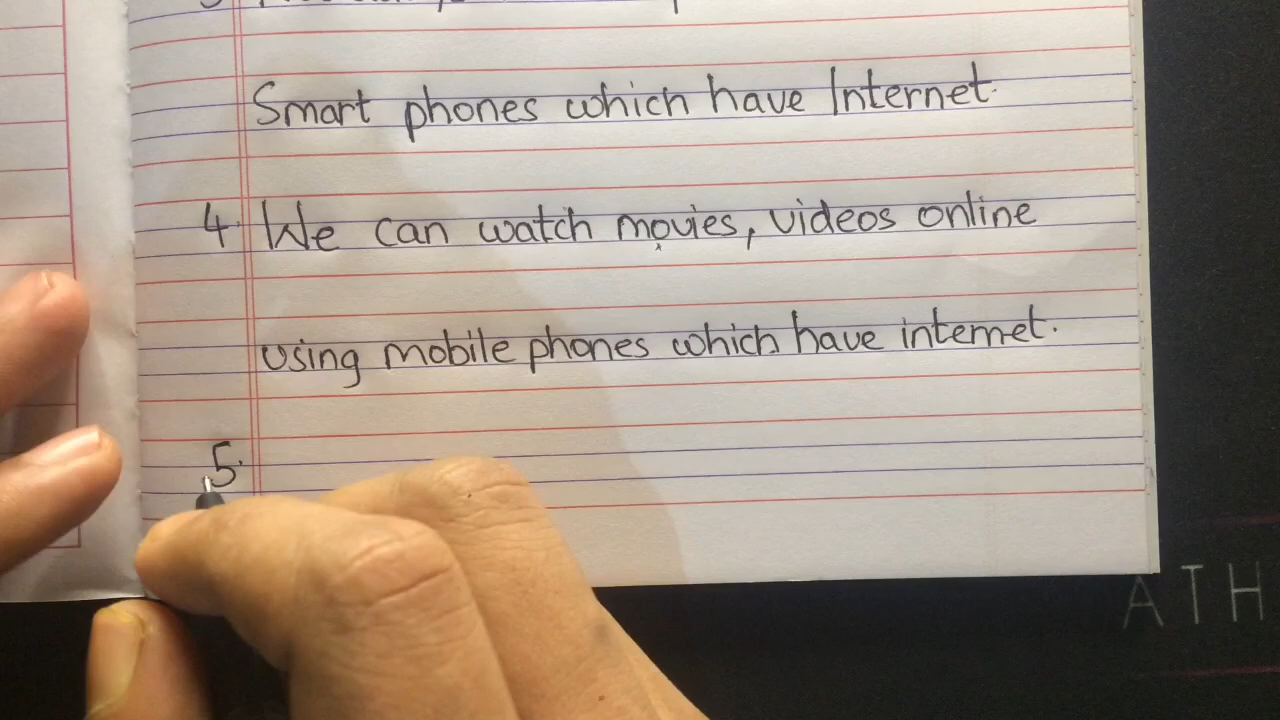 Smart phones which have Internet.
4. We can watch movies, videos online
using mobile phones which have internet.
5.
ATH